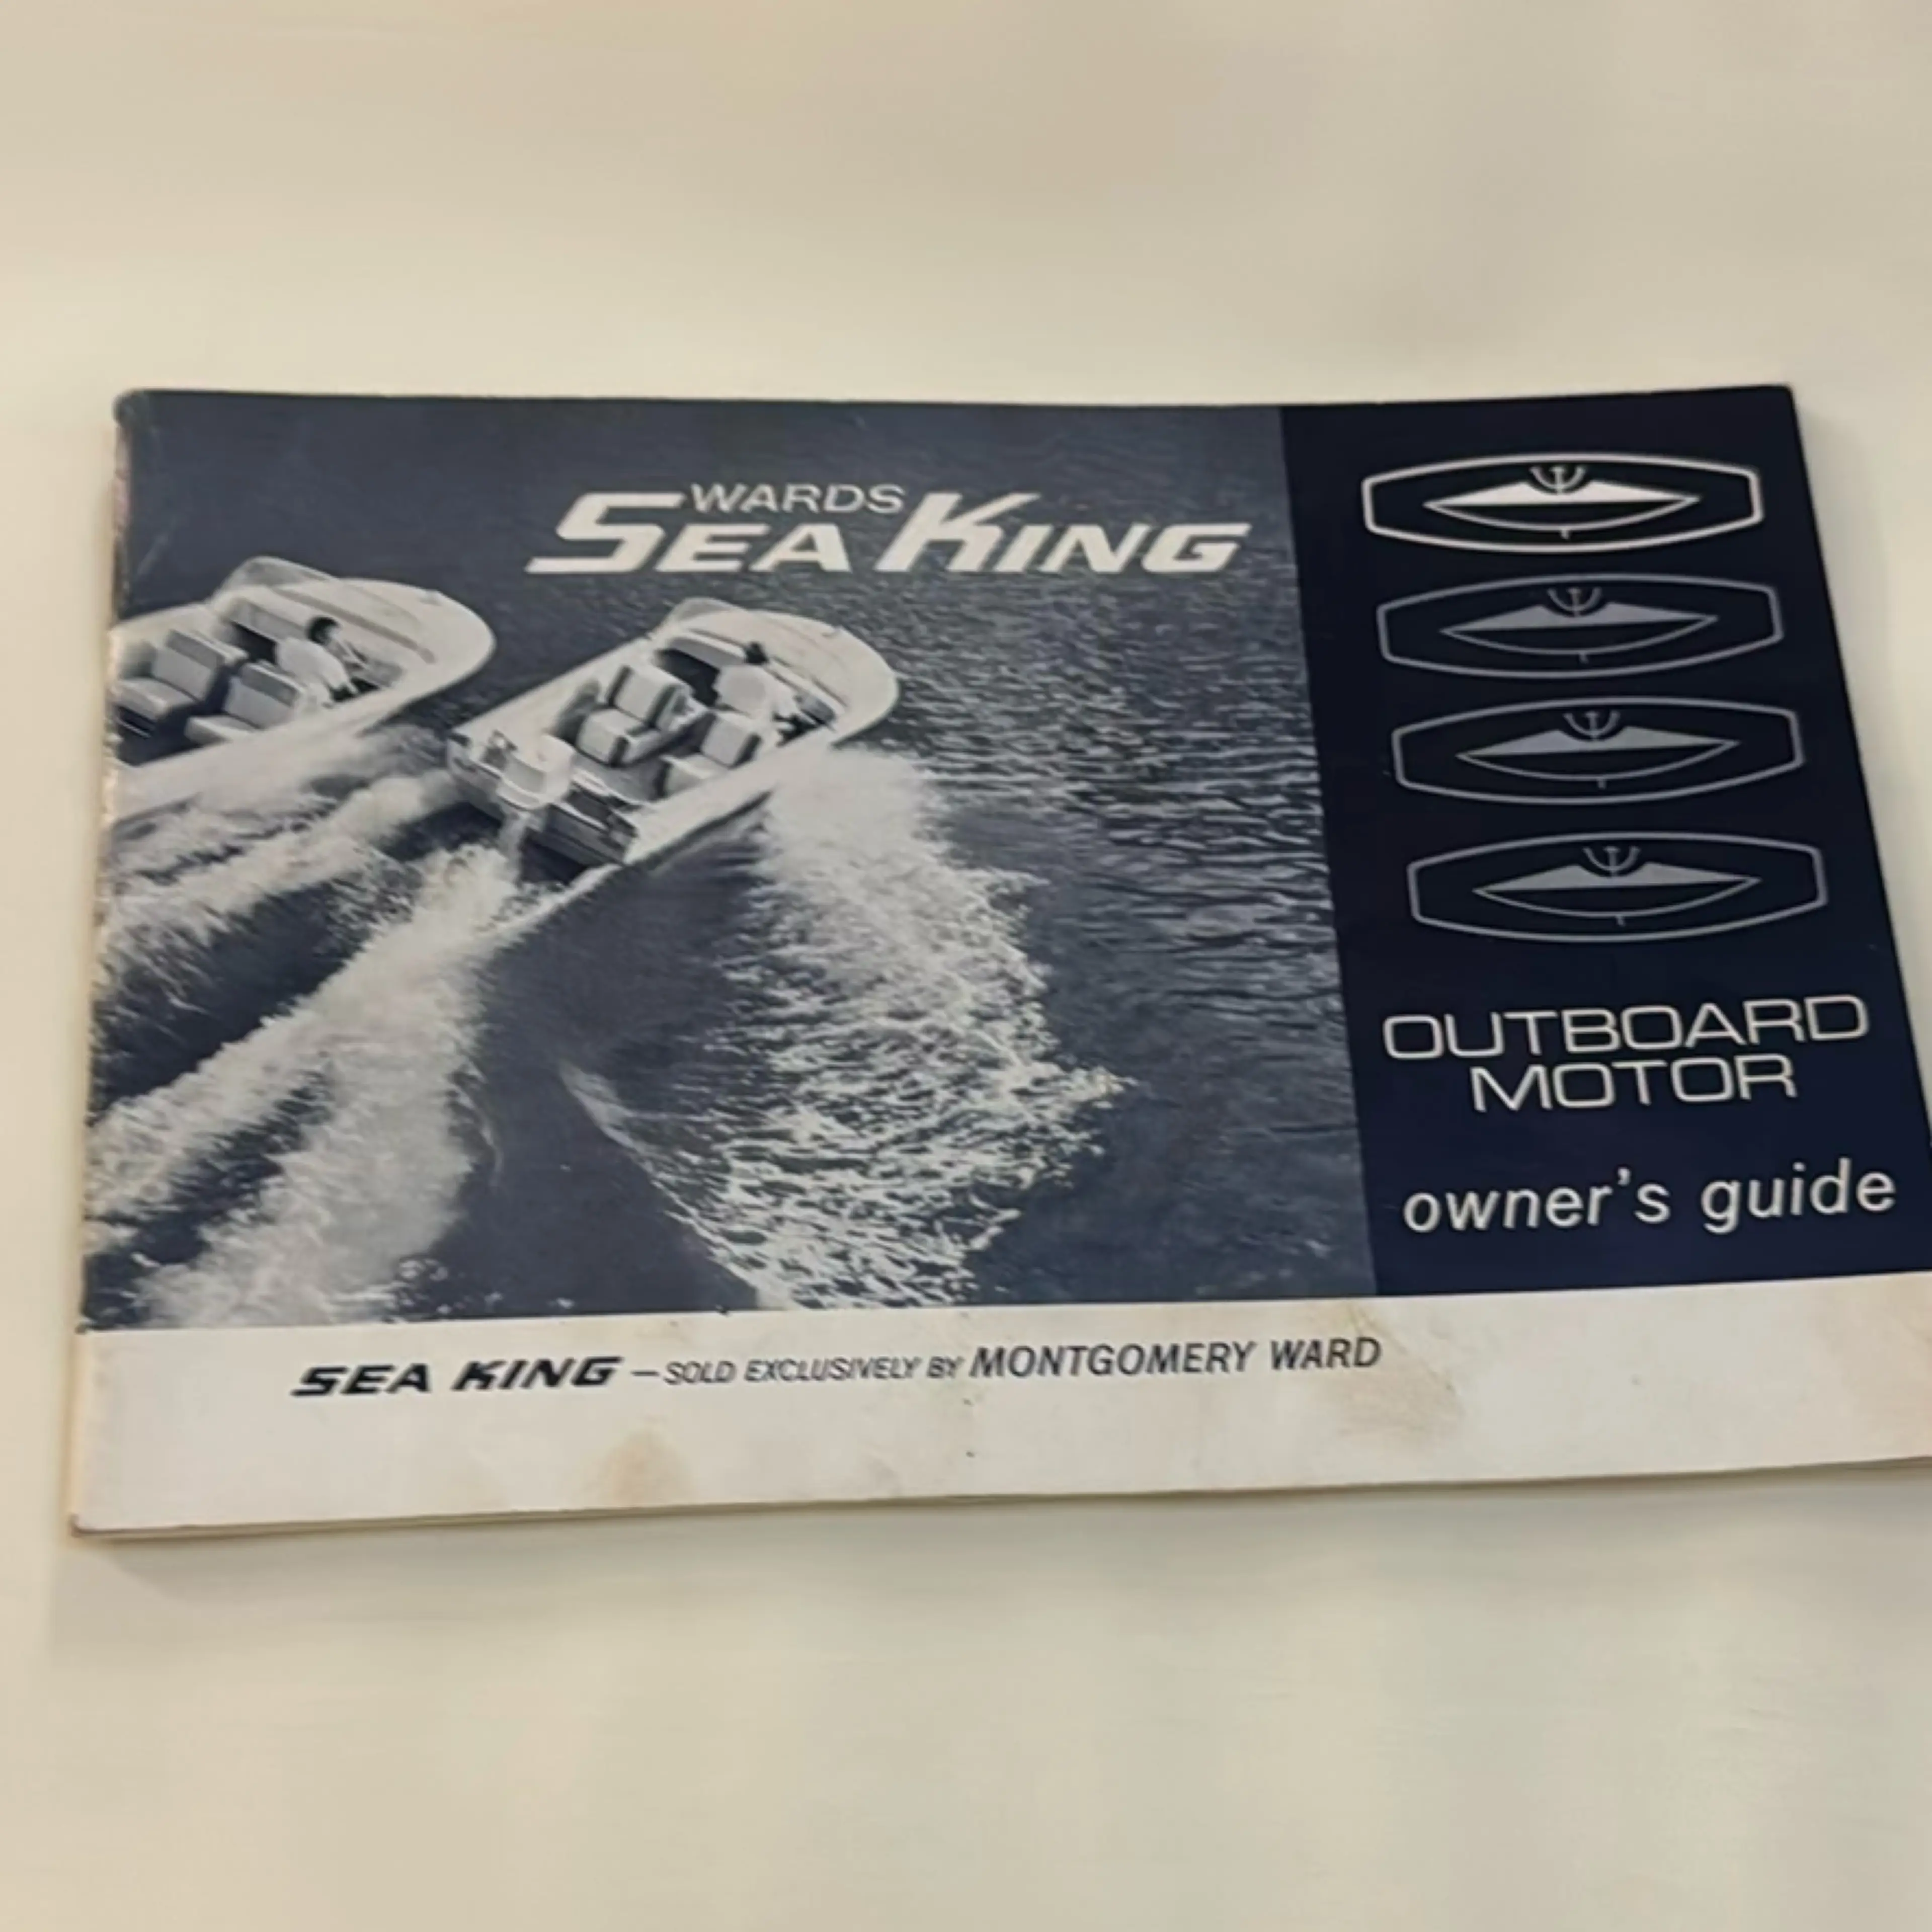 WARDS
SEA KING
OUTBOARD
MOTOR
owner's guide
SEA KING — SOLD EXCLUSIVELY BY MONTGOMERY WARD